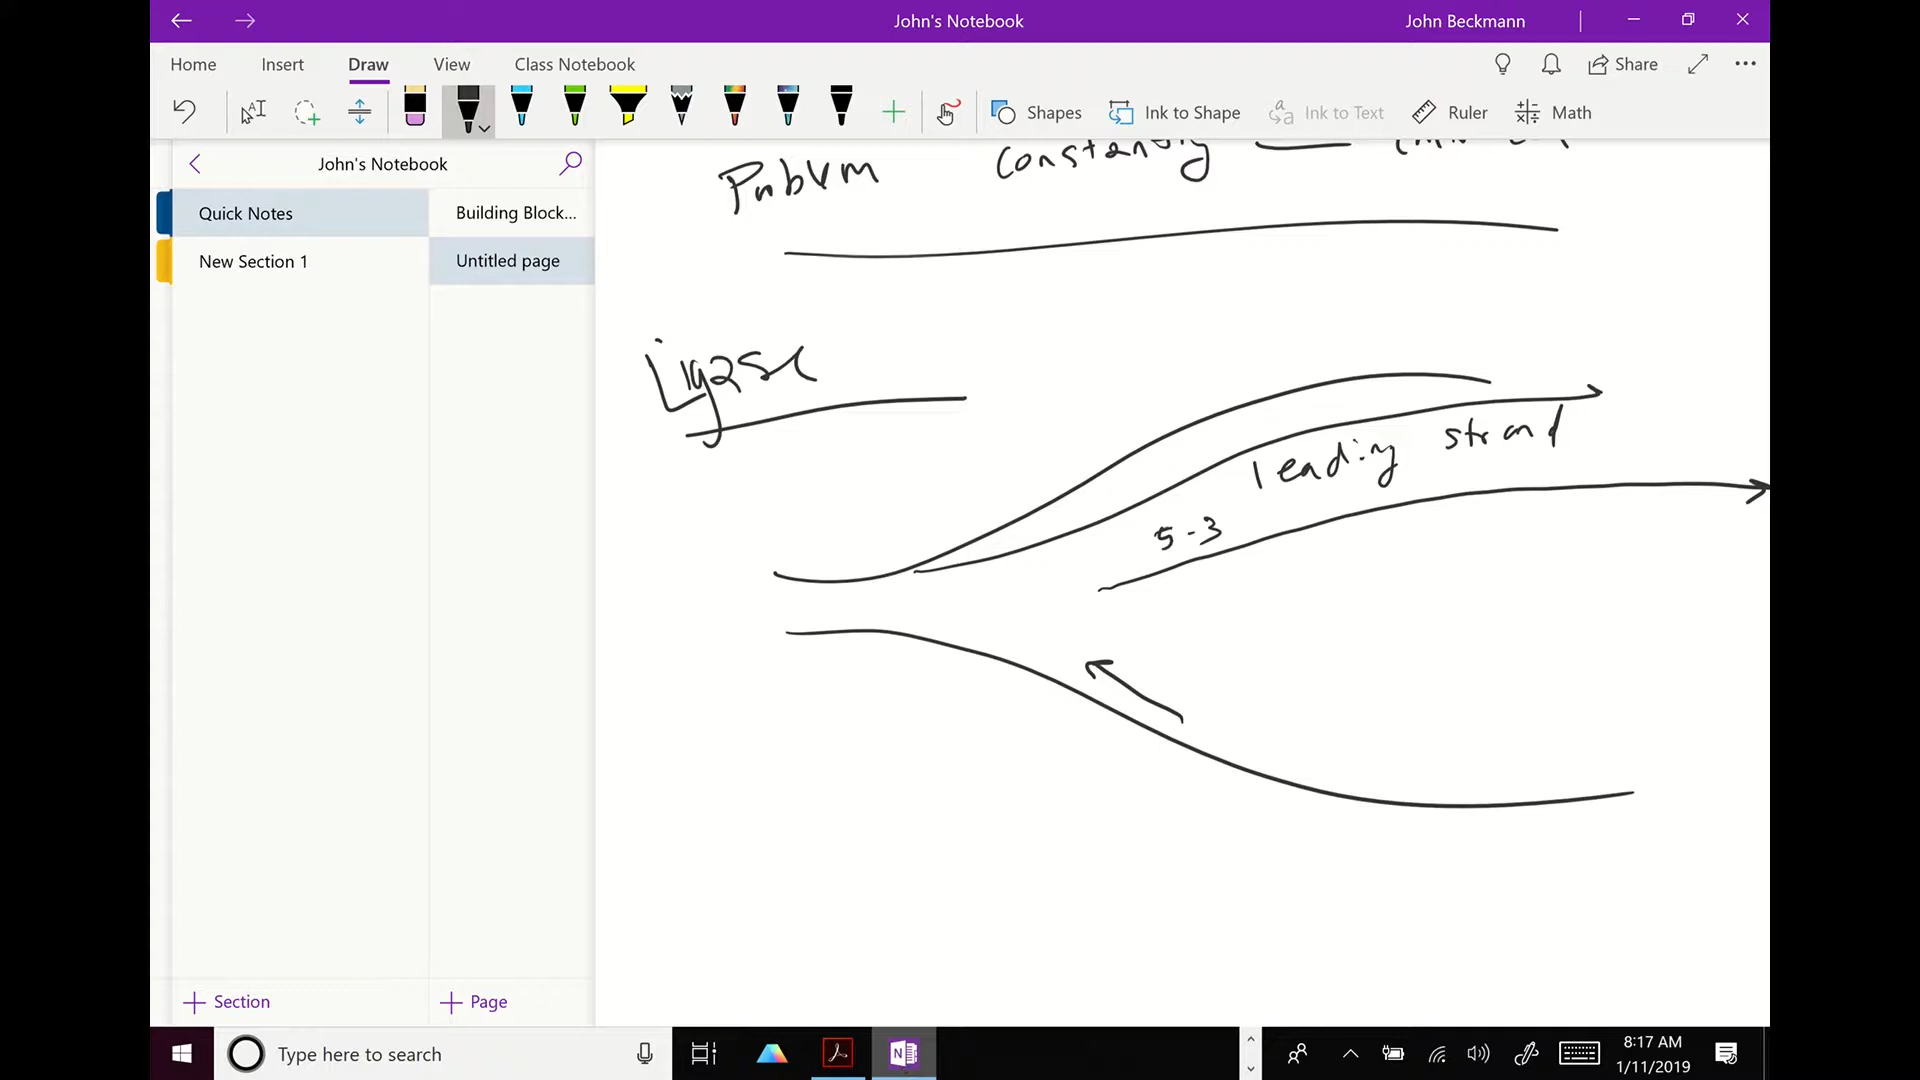 John's Notebook
John Beckmann
Home Insert Draw View Class Notebook
Share
Shapes Ink to Shape Ink to Text Ruler Math
John's Notebook
Quick Notes
New Section 1
Building Block...
Untitled page
Problem Constantly
Ligase
leading strand
5-3
Section
Page
Type here to search
8:17 AM
1/11/2019